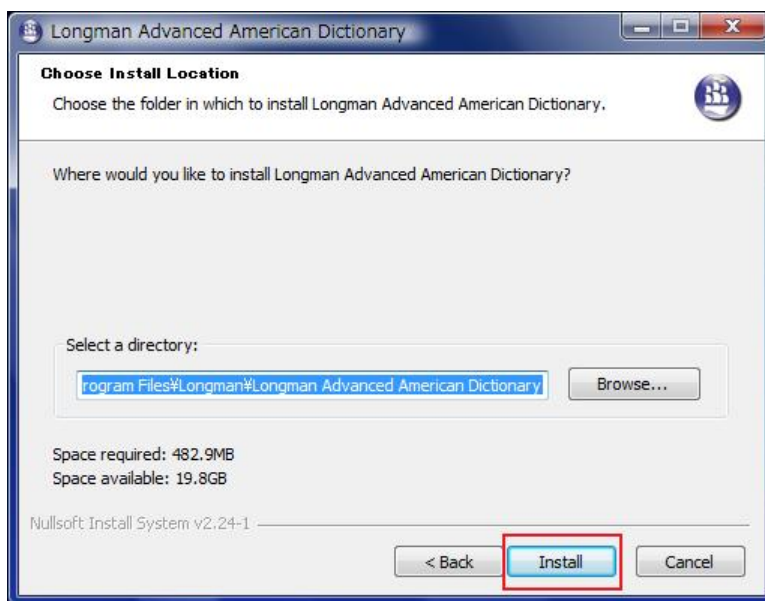 Longman Advanced American Dictionary
Choose Install Location
Choose the folder in which to install Longman Advanced American Dictionary.
Where would you like to install Longman Advanced American Dictionary?
Select a directory:
rogram Files¥Longman¥Longman Advanced American Dictionary
Browse...
Space required: 482.9MB
Space available: 19.8GB
Nullsoft Install System v2.24-1
< Back Install Cancel